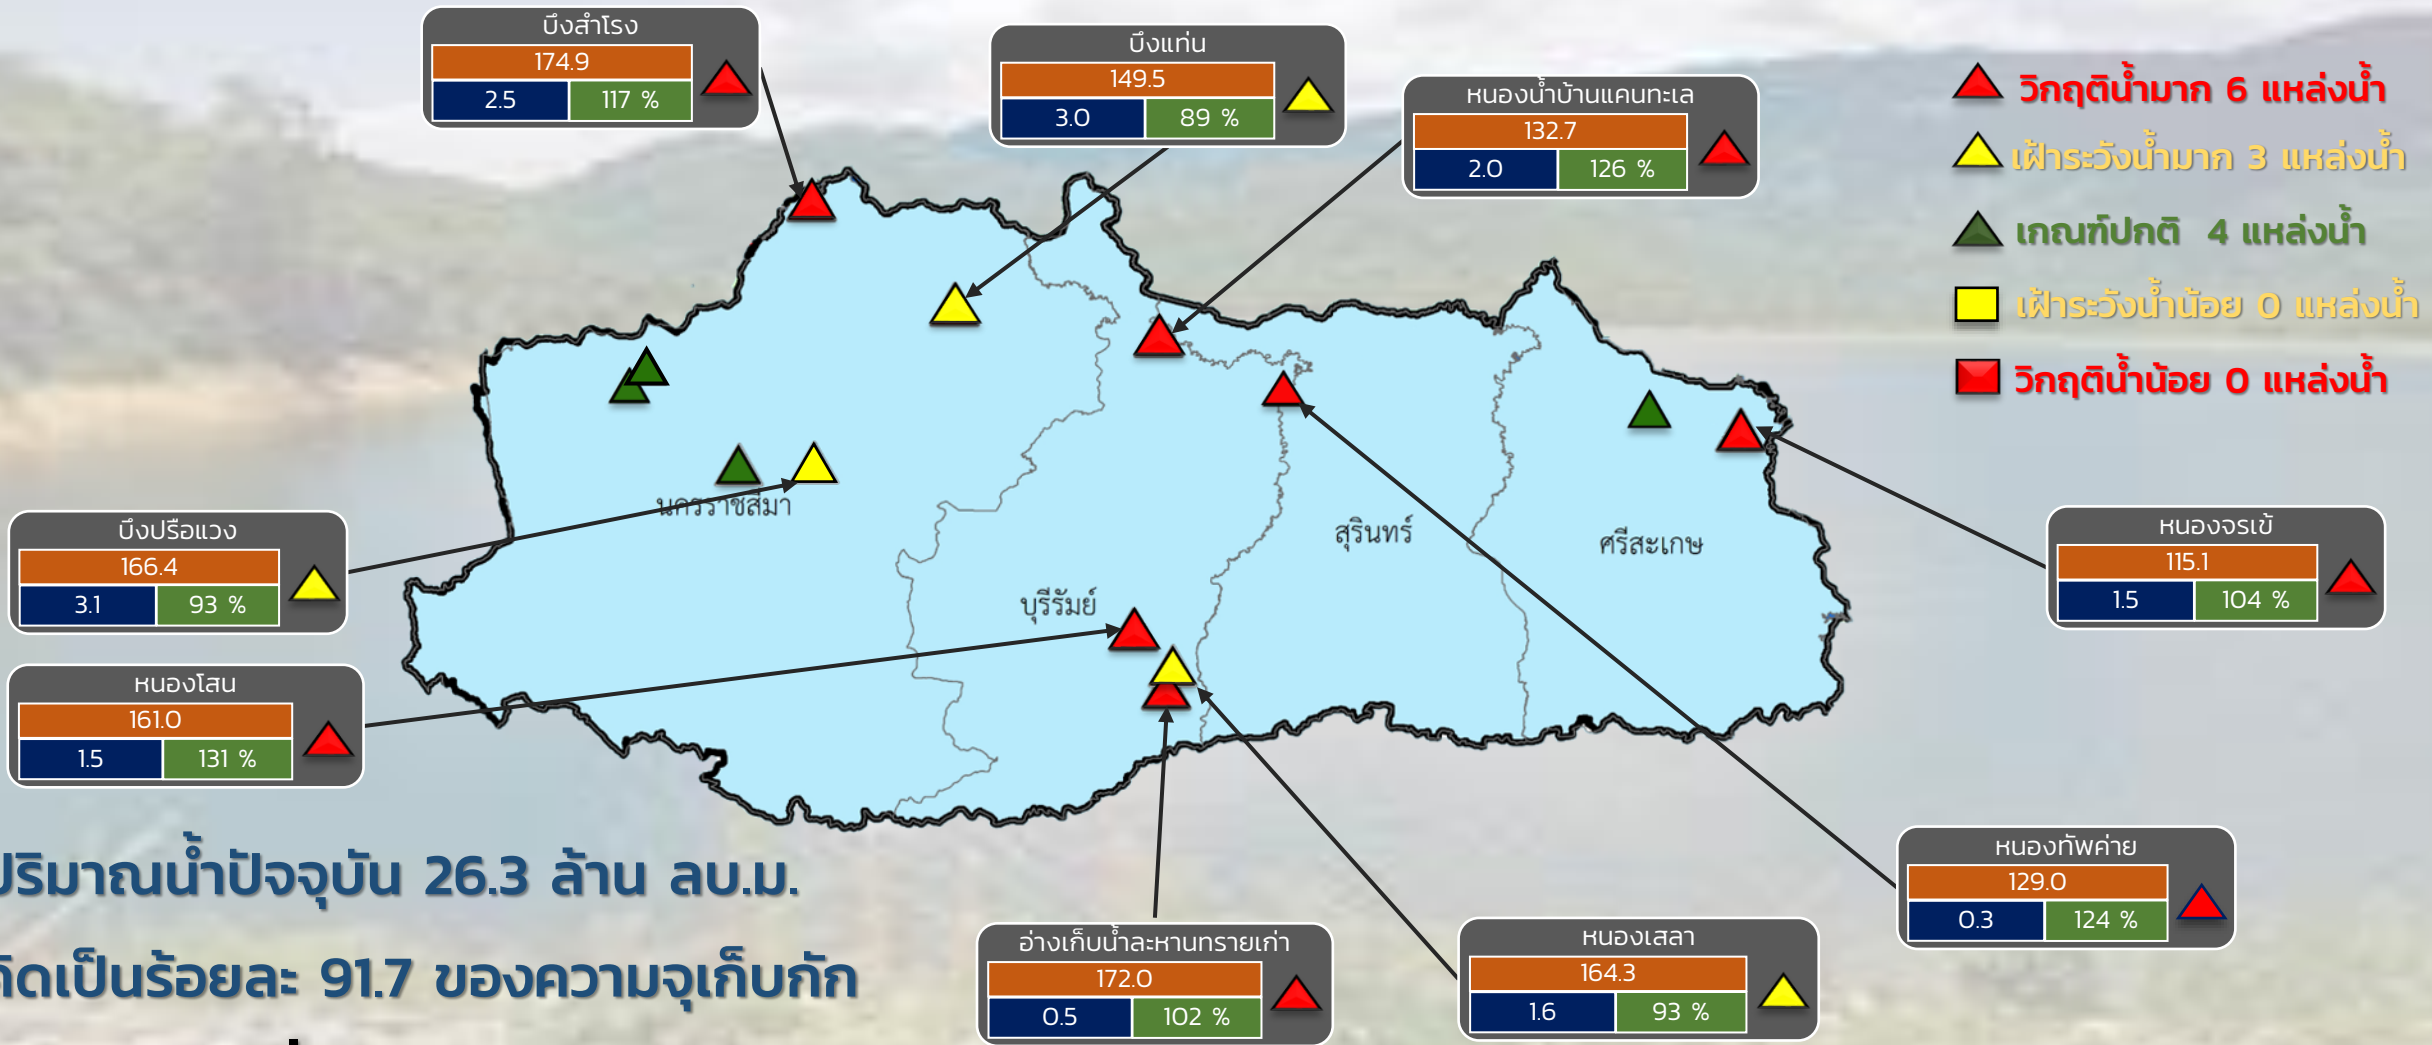 บึงสำโรง
174.9
2.5 117 %
บึงแท่น
149.5
3.0 89 %
หนองน้ำบ้านแคนทะเล
132.7
2.0 126 %
วิกฤติน้ำมาก 6 แหล่งน้ำ
เฝ้าระวังน้ำมาก 3 แหล่งน้ำ
เกณฑ์ปกติ 4 แหล่งน้ำ
เฝ้าระวังน้ำน้อย 0 แหล่งน้ำ
วิกฤติน้ำน้อย 0 แหล่งน้ำ
นครราชสีมา
บุรีรัมย์
สุรินทร์
ศรีสะเกษ
บึงปรือแวง
166.4
3.1 93 %
หนองโสน
161.0
1.5 131 %
หนองจรเข้
115.1
1.5 104 %
หนองทัพค่าย
129.0
0.3 124 %
อ่างเก็บน้ำละหานทรายเก่า
172.0
0.5 102 %
หนองเสลา
164.3
1.6 93 %
ปริมาณน้ำปัจจุบัน 26.3 ล้าน ลบ.ม.
คิดเป็นร้อยละ 91.7 ของความจุเก็บกัก